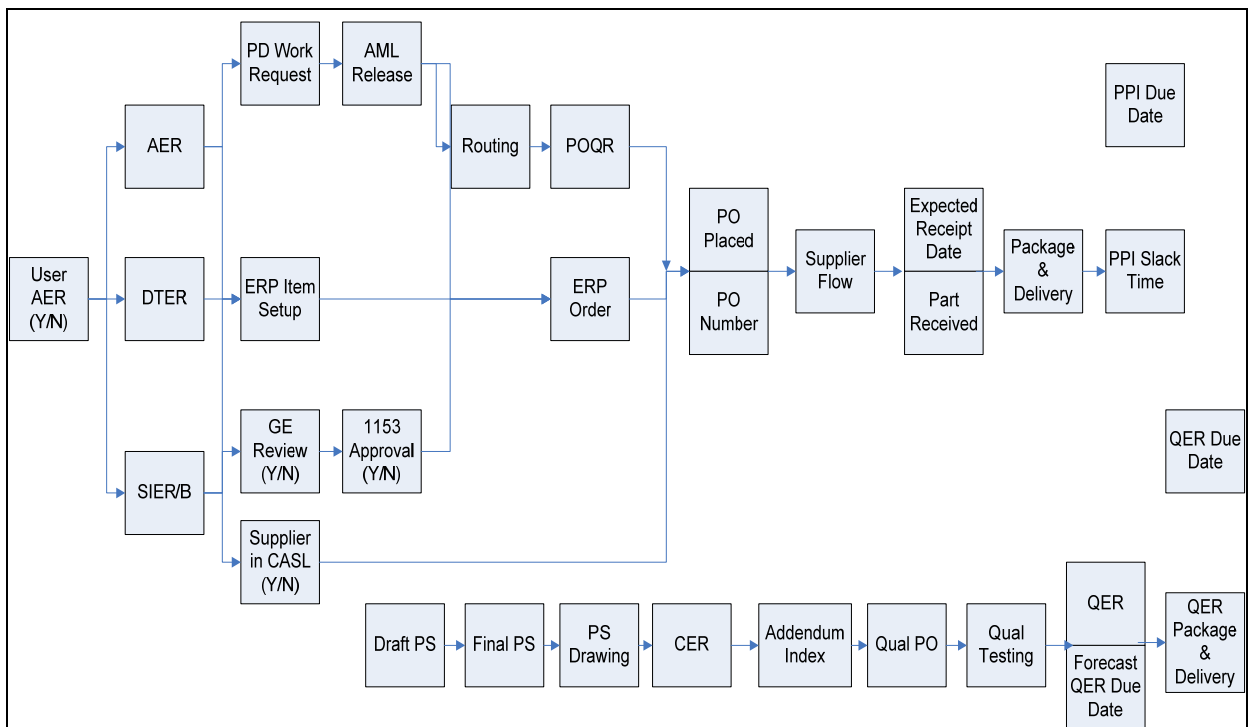 PD Work
Request
AML
Release
PPI Due
Date
AER
Routing
POQR
User
AER
(Y/N)
DTER
ERP Item
Setup
ERP
Order
PO
Placed
PO
Number
Supplier
Flow
Expected
Receipt
Date
Part
Received
Package
&
Delivery
PPI Slack
Time
SIER/B
GE
Review
(Y/N)
1153
Approval
(Y/N)
QER Due
Date
Supplier
in CASL
(Y/N)
Draft PS
Final PS
PS
Drawing
CER
Addendum
Index
Qual PO
Qual
Testing
QER
Forecast
QER Due
Date
QER
Package
&
Delivery